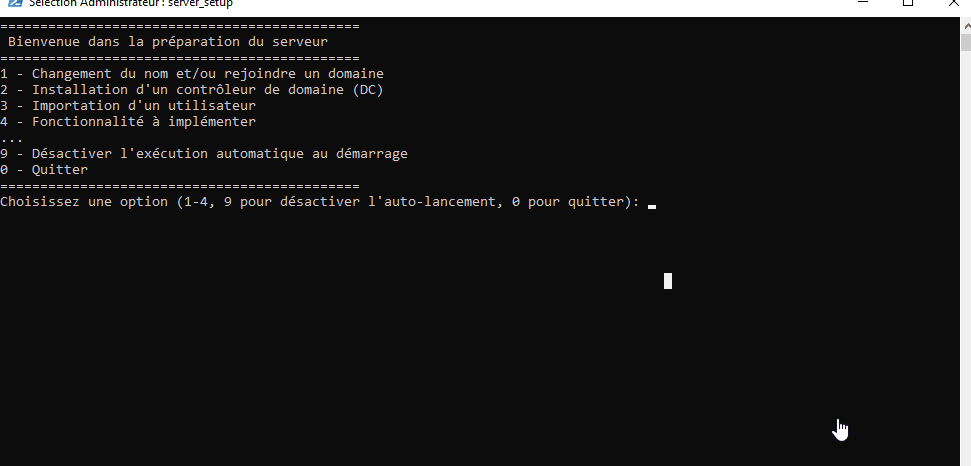 Sélection Administrateur : server_setup
=============================================
Bienvenue dans la préparation du serveur
=============================================
1 - Changement du nom et/ou rejoindre un domaine
2 - Installation d'un contrôleur de domaine (DC)
3 - Importation d'un utilisateur
4 - Fonctionnalité à implémenter
...
9 - Désactiver l'exécution automatique au démarrage
0 - Quitter
=============================================
Choisissez une option (1-4, 9 pour désactiver l'auto-lancement, 0 pour quitter):